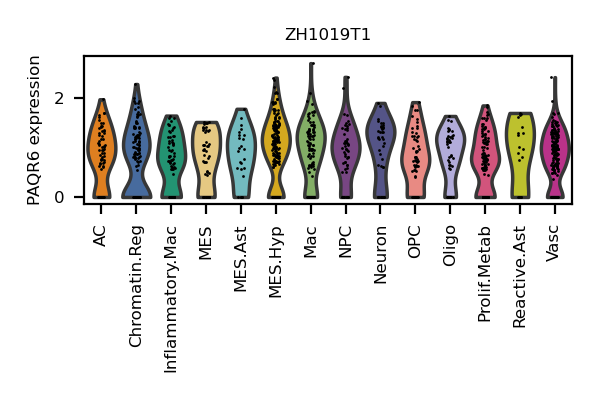 ZH1019T1
PAQR6 expression
2
0
AC
Chromatin.Reg
Inflammatory.Mac
MES
MES.Ast
MES.Hyp
Mac
NPC
Neuron
OPC
Oligo
Prolif.Metab
Reactive.Ast
Vasc